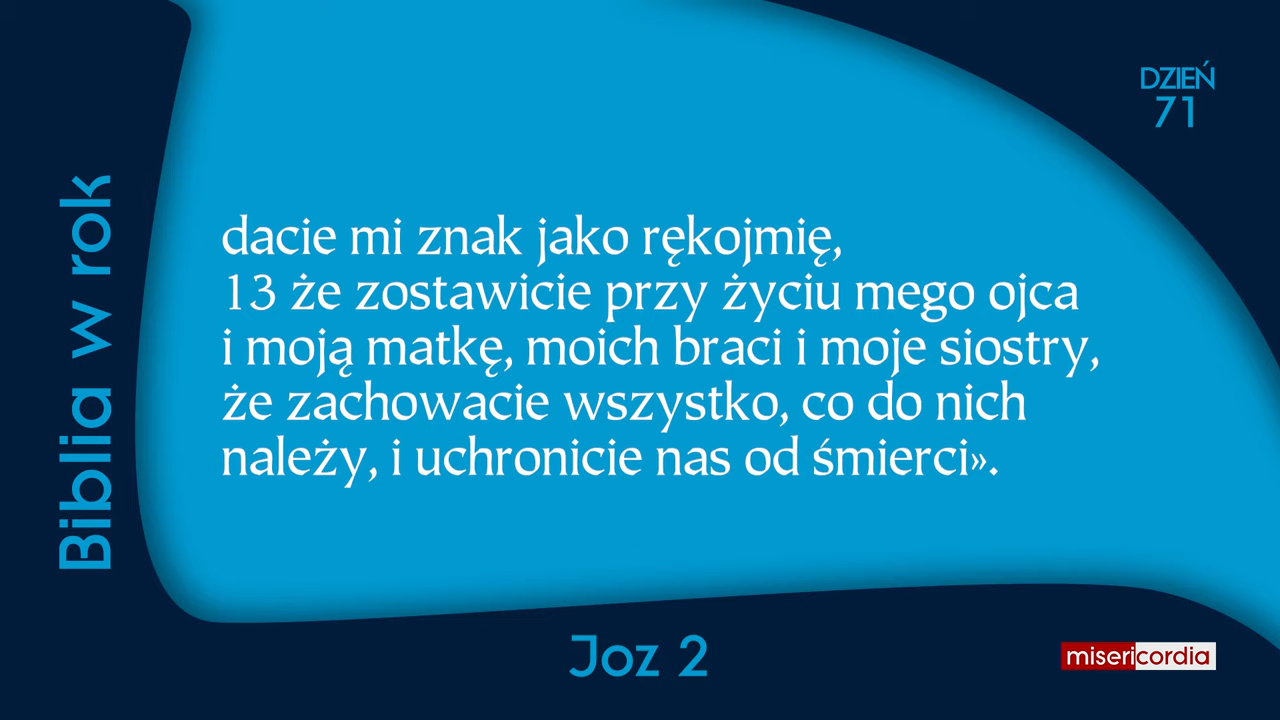 DZIEŃ
71
Biblia w rok
dacie mi znak jako rękojmię,
13 że zostawicie przy życiu mego ojca
i moją matkę, moich braci i moje siostry,
że zachowacie wszystko, co do nich
należy, i uchronicie nas od śmierci».
Joz 2
misericordia